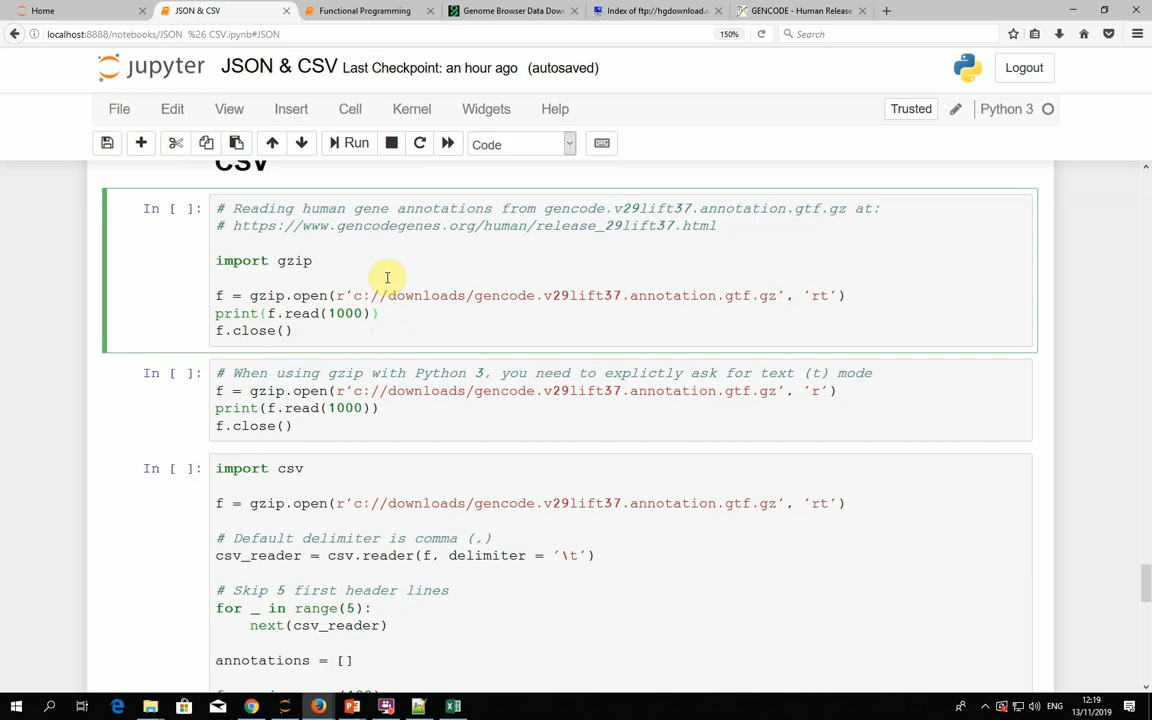 Home
JSON & CSV
Functional Programming
Genome Browser Data Dow
Index of ftp://hgdownload.s
GENCODE - Human Release
localhost:8888/notebooks/JSON %26 CSV.ipynb#JSON
150%
Search
jupyter
JSON & CSV Last Checkpoint: an hour ago (autosaved)
Logout
File Edit View Insert Cell Kernel Widgets Help
Trusted
Python 3
Run
Code
CSV
In [ ]:
# Reading human gene annotations from gencode.v29lift37.annotation.gtf.gz at:
# https://www.gencodegenes.org/human/release_29lift37.html
import gzip
f = gzip.open(r'c://downloads/gencode.v29lift37.annotation.gtf.gz', 'rt')
print(f.read(1000))
f.close()
In [ ]:
# When using gzip with Python 3, you need to explictly ask for text (t) mode
f = gzip.open(r'c://downloads/gencode.v29lift37.annotation.gtf.gz', 'r')
print(f.read(1000))
f.close()
In [ ]:
import csv
f = gzip.open(r'c://downloads/gencode.v29lift37.annotation.gtf.gz', 'rt')
# Default delimiter is comma (,)
csv_reader = csv.reader(f, delimiter = '\t')
# Skip 5 first header lines
for _ in range(5):
next(csv_reader)
annotations = []
ENG
12:19
13/11/2019